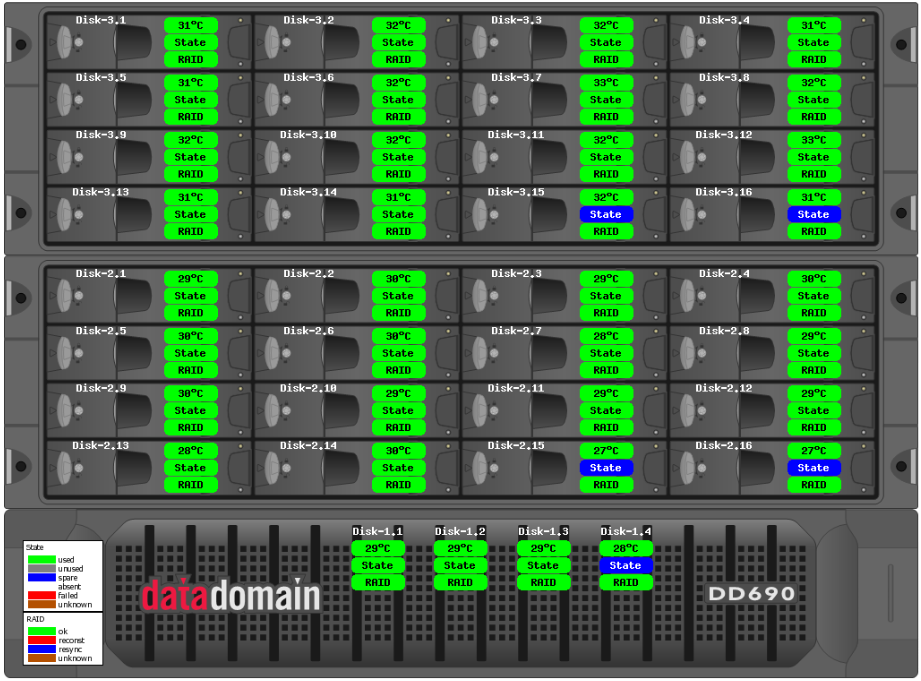 Disk-3.1 Disk-3.2 Disk-3.3 Disk-3.4
31°C 32°C 32°C 31°C
State State State State
RAID RAID RAID RAID
Disk-3.5 Disk-3.6 Disk-3.7 Disk-3.8
31°C 32°C 33°C 32°C
State State State State
RAID RAID RAID RAID
Disk-3.9 Disk-3.10 Disk-3.11 Disk-3.12
32°C 32°C 32°C 33°C
State State State State
RAID RAID RAID RAID
Disk-3.13 Disk-3.14 Disk-3.15 Disk-3.16
31°C 31°C 32°C 31°C
State State State State
RAID RAID RAID RAID
Disk-2.1 Disk-2.2 Disk-2.3 Disk-2.4
29°C 30°C 29°C 30°C
State State State State
RAID RAID RAID RAID
Disk-2.5 Disk-2.6 Disk-2.7 Disk-2.8
30°C 30°C 28°C 29°C
State State State State
RAID RAID RAID RAID
Disk-2.9 Disk-2.10 Disk-2.11 Disk-2.12
30°C 29°C 29°C 29°C
State State State State
RAID RAID RAID RAID
Disk-2.13 Disk-2.14 Disk-2.15 Disk-2.16
28°C 30°C 27°C 27°C
State State State State
RAID RAID RAID RAID
Disk-1.1 Disk-1.2 Disk-1.3 Disk-1.4
29°C 29°C 29°C 28°C
State State State State
RAID RAID RAID RAID
State
used
unused
spare
absent
failed
unknown
RAID
ok
reconst
resync
unknown
datadomain
DD690